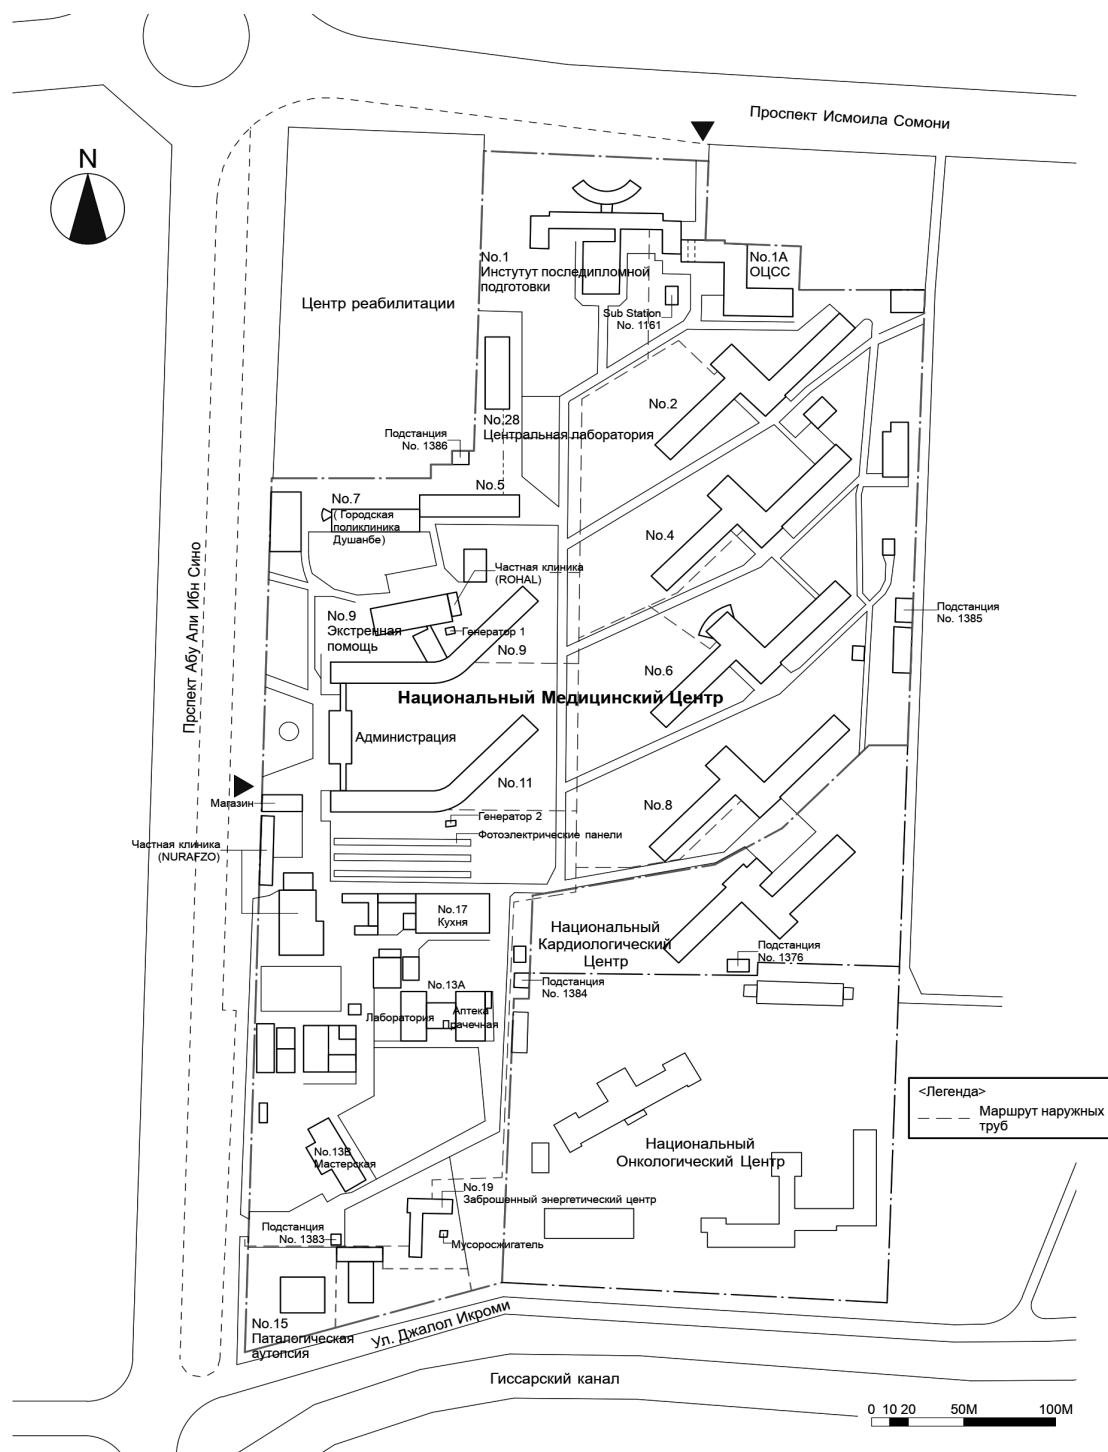 Проспект Исмоила Сомони
N
No.1
Инстутут последипломной
подготовки
No.1A
ОЦСС
Центр реабилитации
Sub Station
No. 1161
No.2
No.28
Центральная лаборатория
Подстанция
No. 1386
No.5
No.7
( Городская
поликлиника
Душанбе)
No.4
Прспект Абу Али Ибн Сино
Частная клиника
(ROHAL)
No.9
Экстренная
помощь
Генератор 1
No.9
Подстанция
No. 1385
No.6
Национальный Медицинский Центр
Администрация
No.11
Магазин
No.8
Генератор 2
Фотоэлектрические панели
Частная клиника
(NURAFZO)
No.17
Кухня
Национальный
Кардиологический
Центр
Подстанция
No. 1376
No.13A
Подстанция
No. 1384
Лаборатория
Аптека
Прачечная
<Легенда>
Маршрут наружных
труб
No.13B
Мастерская
Национальный
Онкологический Центр
No.19
Заброшенный энергетический центр
Подстанция
No. 1383
Мусоросжигатель
No.15
Паталогическая
аутопсия
Ул. Джалол Икроми
Гиссарский канал
0 10 20 50M 100M